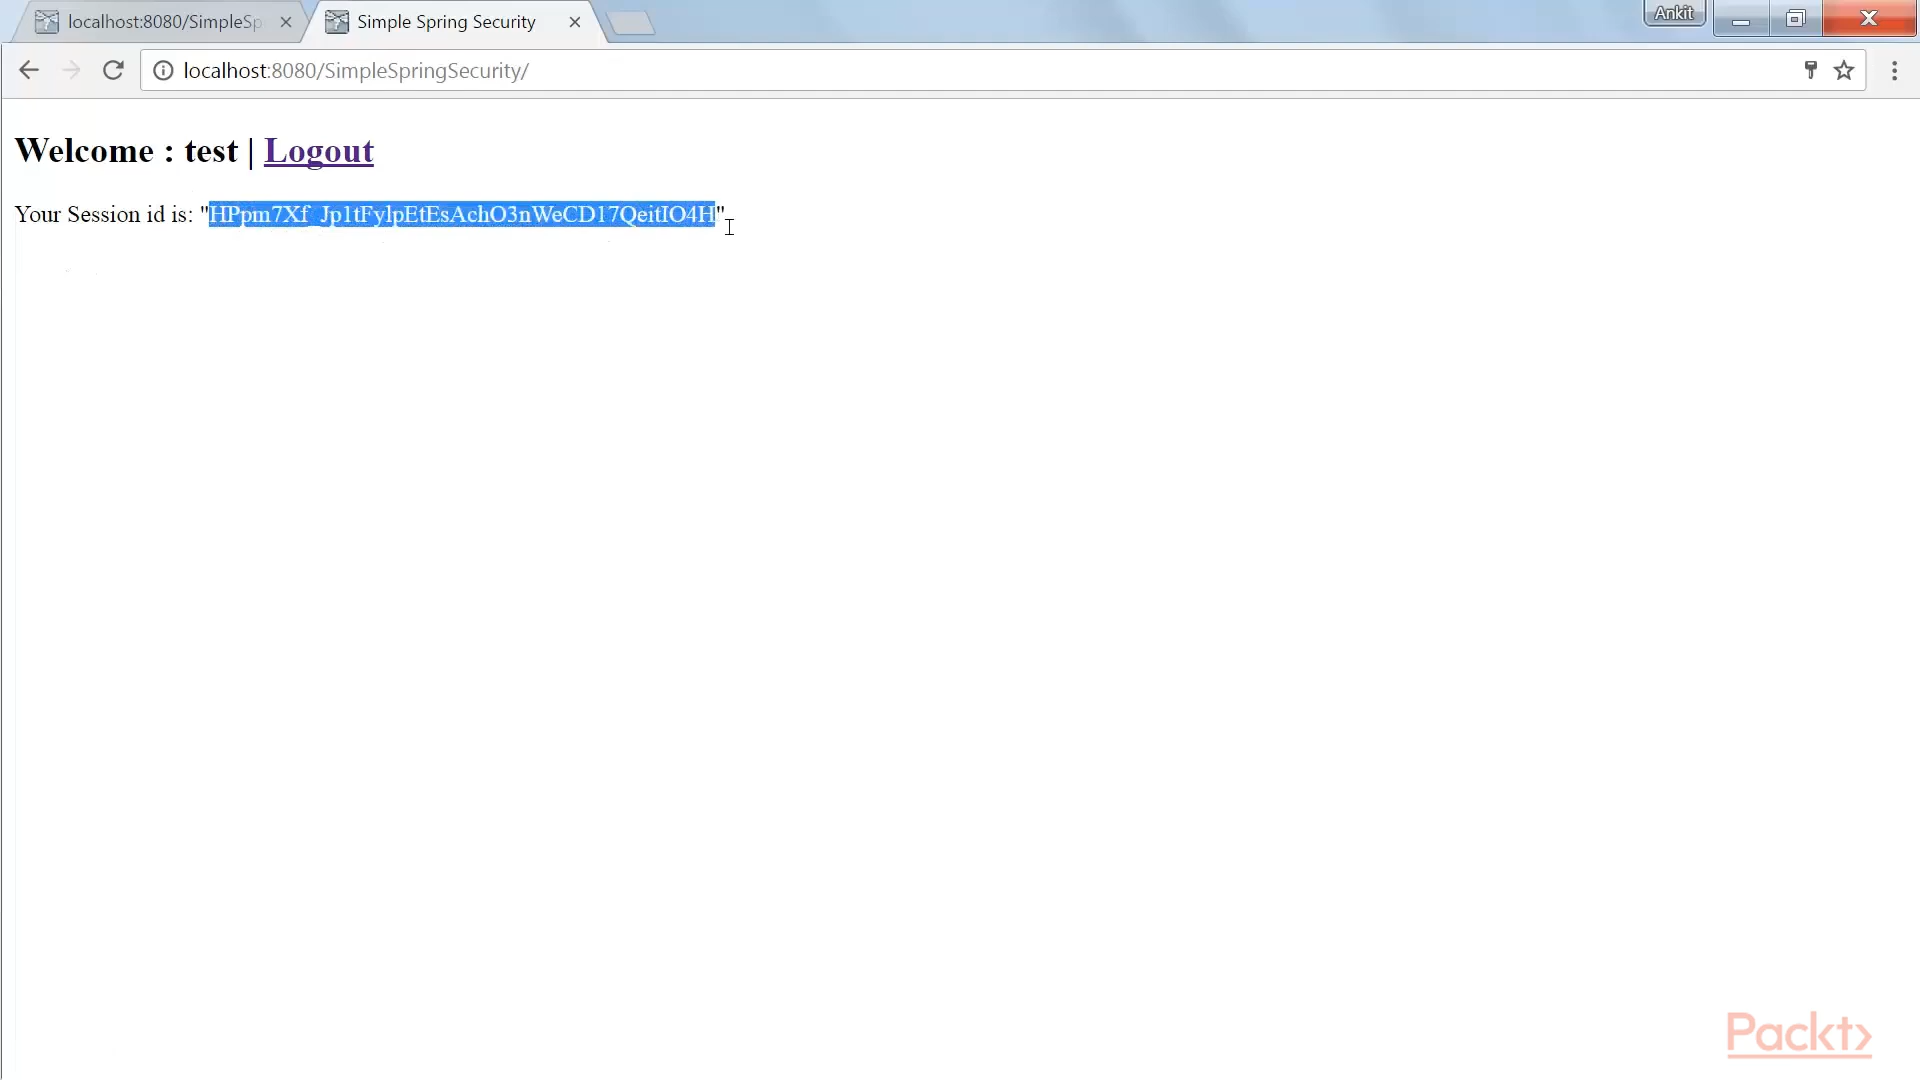 localhost:8080/SimpleSp
Simple Spring Security
Ankit
localhost:8080/SimpleSpringSecurity/
Welcome : test | Logout
Your Session id is: "HPpm7Xf_Jp1tFylpEtEsAchO3nWeCD17QeitIO4H"
Packt>